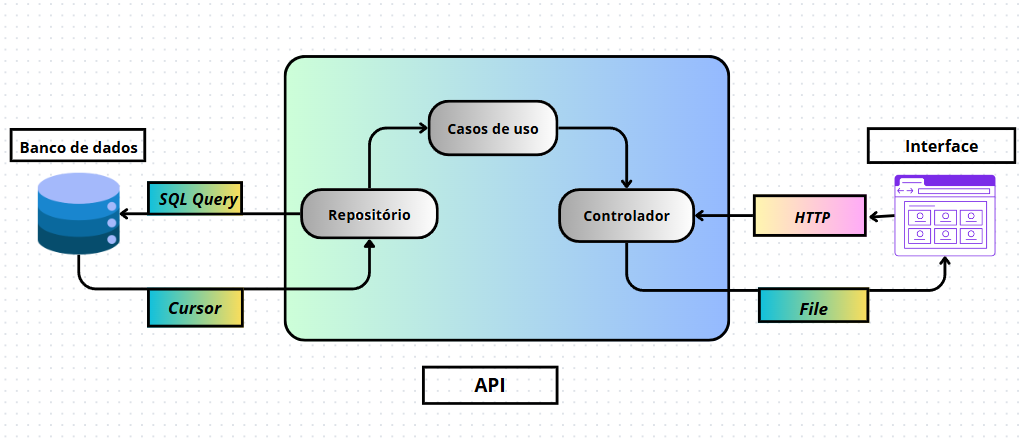 Banco de dados
SQL Query
Cursor
Repositório
Casos de uso
Controlador
API
HTTP
File
Interface